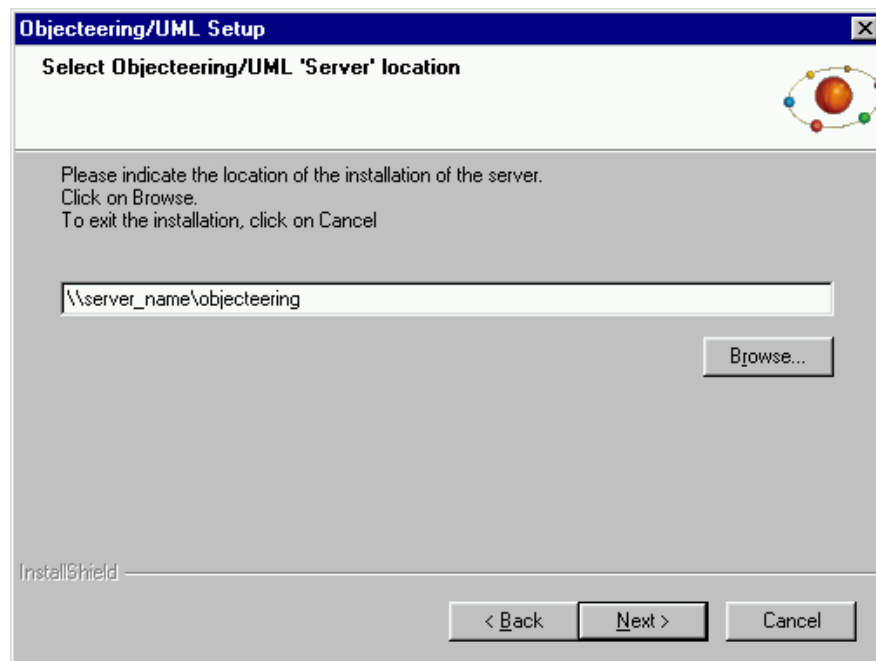 Objecteering/UML Setup
Select Objecteering/UML 'Server' location
Please indicate the location of the installation of the server.
Click on Browse.
To exit the installation, click on Cancel
\\server_name\objecteering
Browse...
InstallShield
< Back
Next >
Cancel